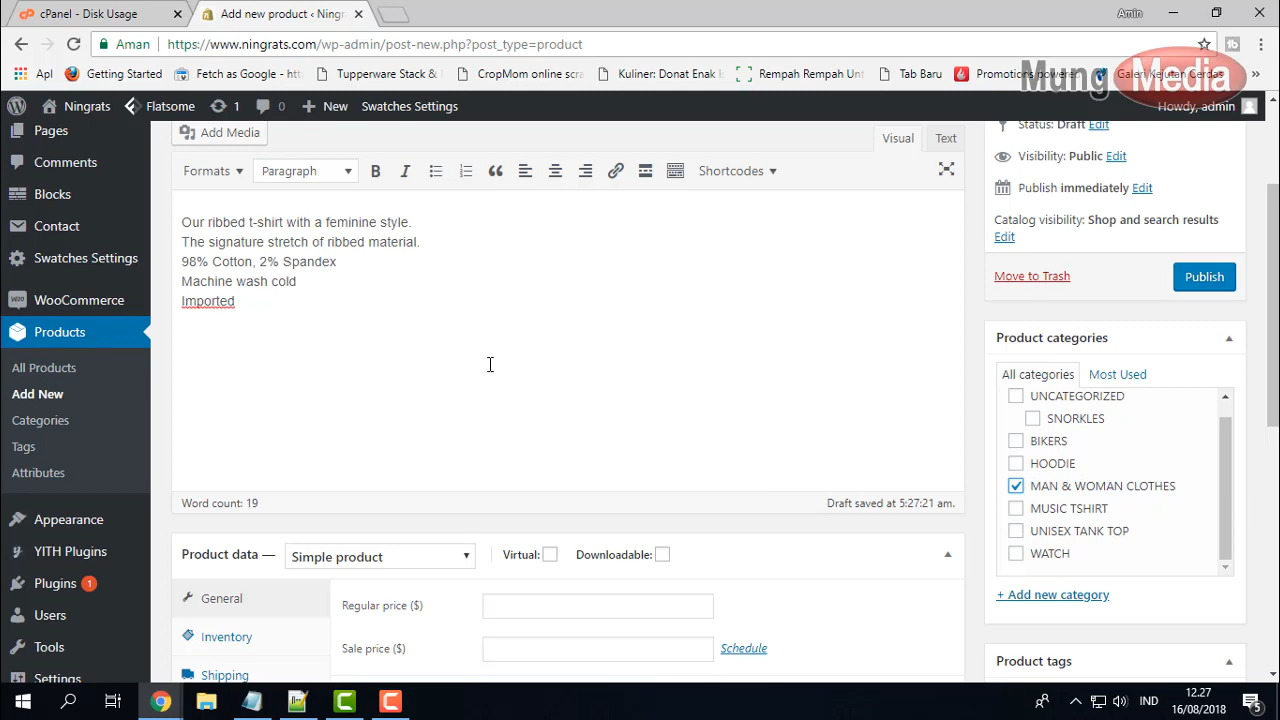 cPanel - Disk Usage
Add new product ‹ Ningr
Amin
Aman
https://www.ningrats.com/wp-admin/post-new.php?post_type=product
Apl
Getting Started
Fetch as Google - htt
Tupperware Stack &
CropMom online scr
Kuliner: Donat Enak
Rempah Rempah Un
Tab Baru
Promotions powered
Galeri Kejutan Cerdas
»
Mung Media
Ningrats
Flatsome
1
0
New
Swatches Settings
Howdy, admin
Pages
Comments
Blocks
Contact
Swatches Settings
WooCommerce
Products
All Products
Add New
Categories
Tags
Attributes
Appearance
YITH Plugins
Plugins 1
Users
Tools
Settings
Add Media
Visual
Text
Formats
Paragraph
B
I
Shortcodes
Our ribbed t-shirt with a feminine style.
The signature stretch of ribbed material.
98% Cotton, 2% Spandex
Machine wash cold
Imported
Word count: 19
Draft saved at 5:27:21 am.
Product data —
Simple product
Virtual:
Downloadable:
General
Inventory
Shipping
Regular price ($)
Sale price ($)
Schedule
Status: Draft Edit
Visibility: Public Edit
Publish immediately Edit
Catalog visibility: Shop and search results
Edit
Move to Trash
Publish
Product categories
All categories
Most Used
UNCATEGORIZED
SNORKLES
BIKERS
HOODIE
MAN & WOMAN CLOTHES
MUSIC TSHIRT
UNISEX TANK TOP
WATCH
+ Add new category
Product tags
IND
12.27
16/08/2018
5